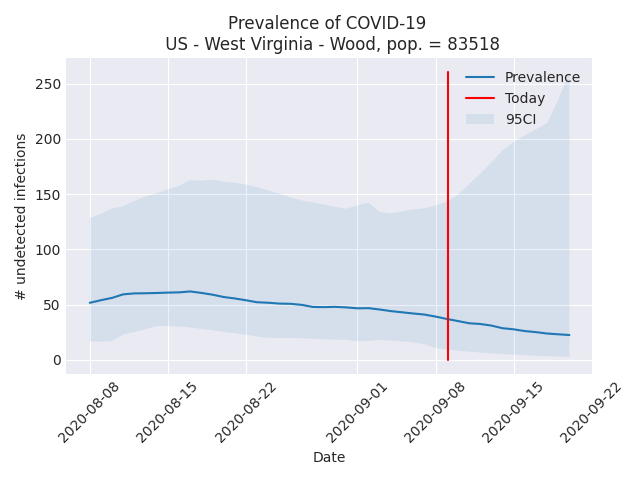 Prevalence of COVID-19
US - West Virginia - Wood, pop. = 83518
Prevalence
Today
95CI
250
200
150
100
50
0
# undetected infections
2020-08-08
2020-08-15
2020-08-22
2020-09-01
2020-09-08
2020-09-15
2020-09-22
Date